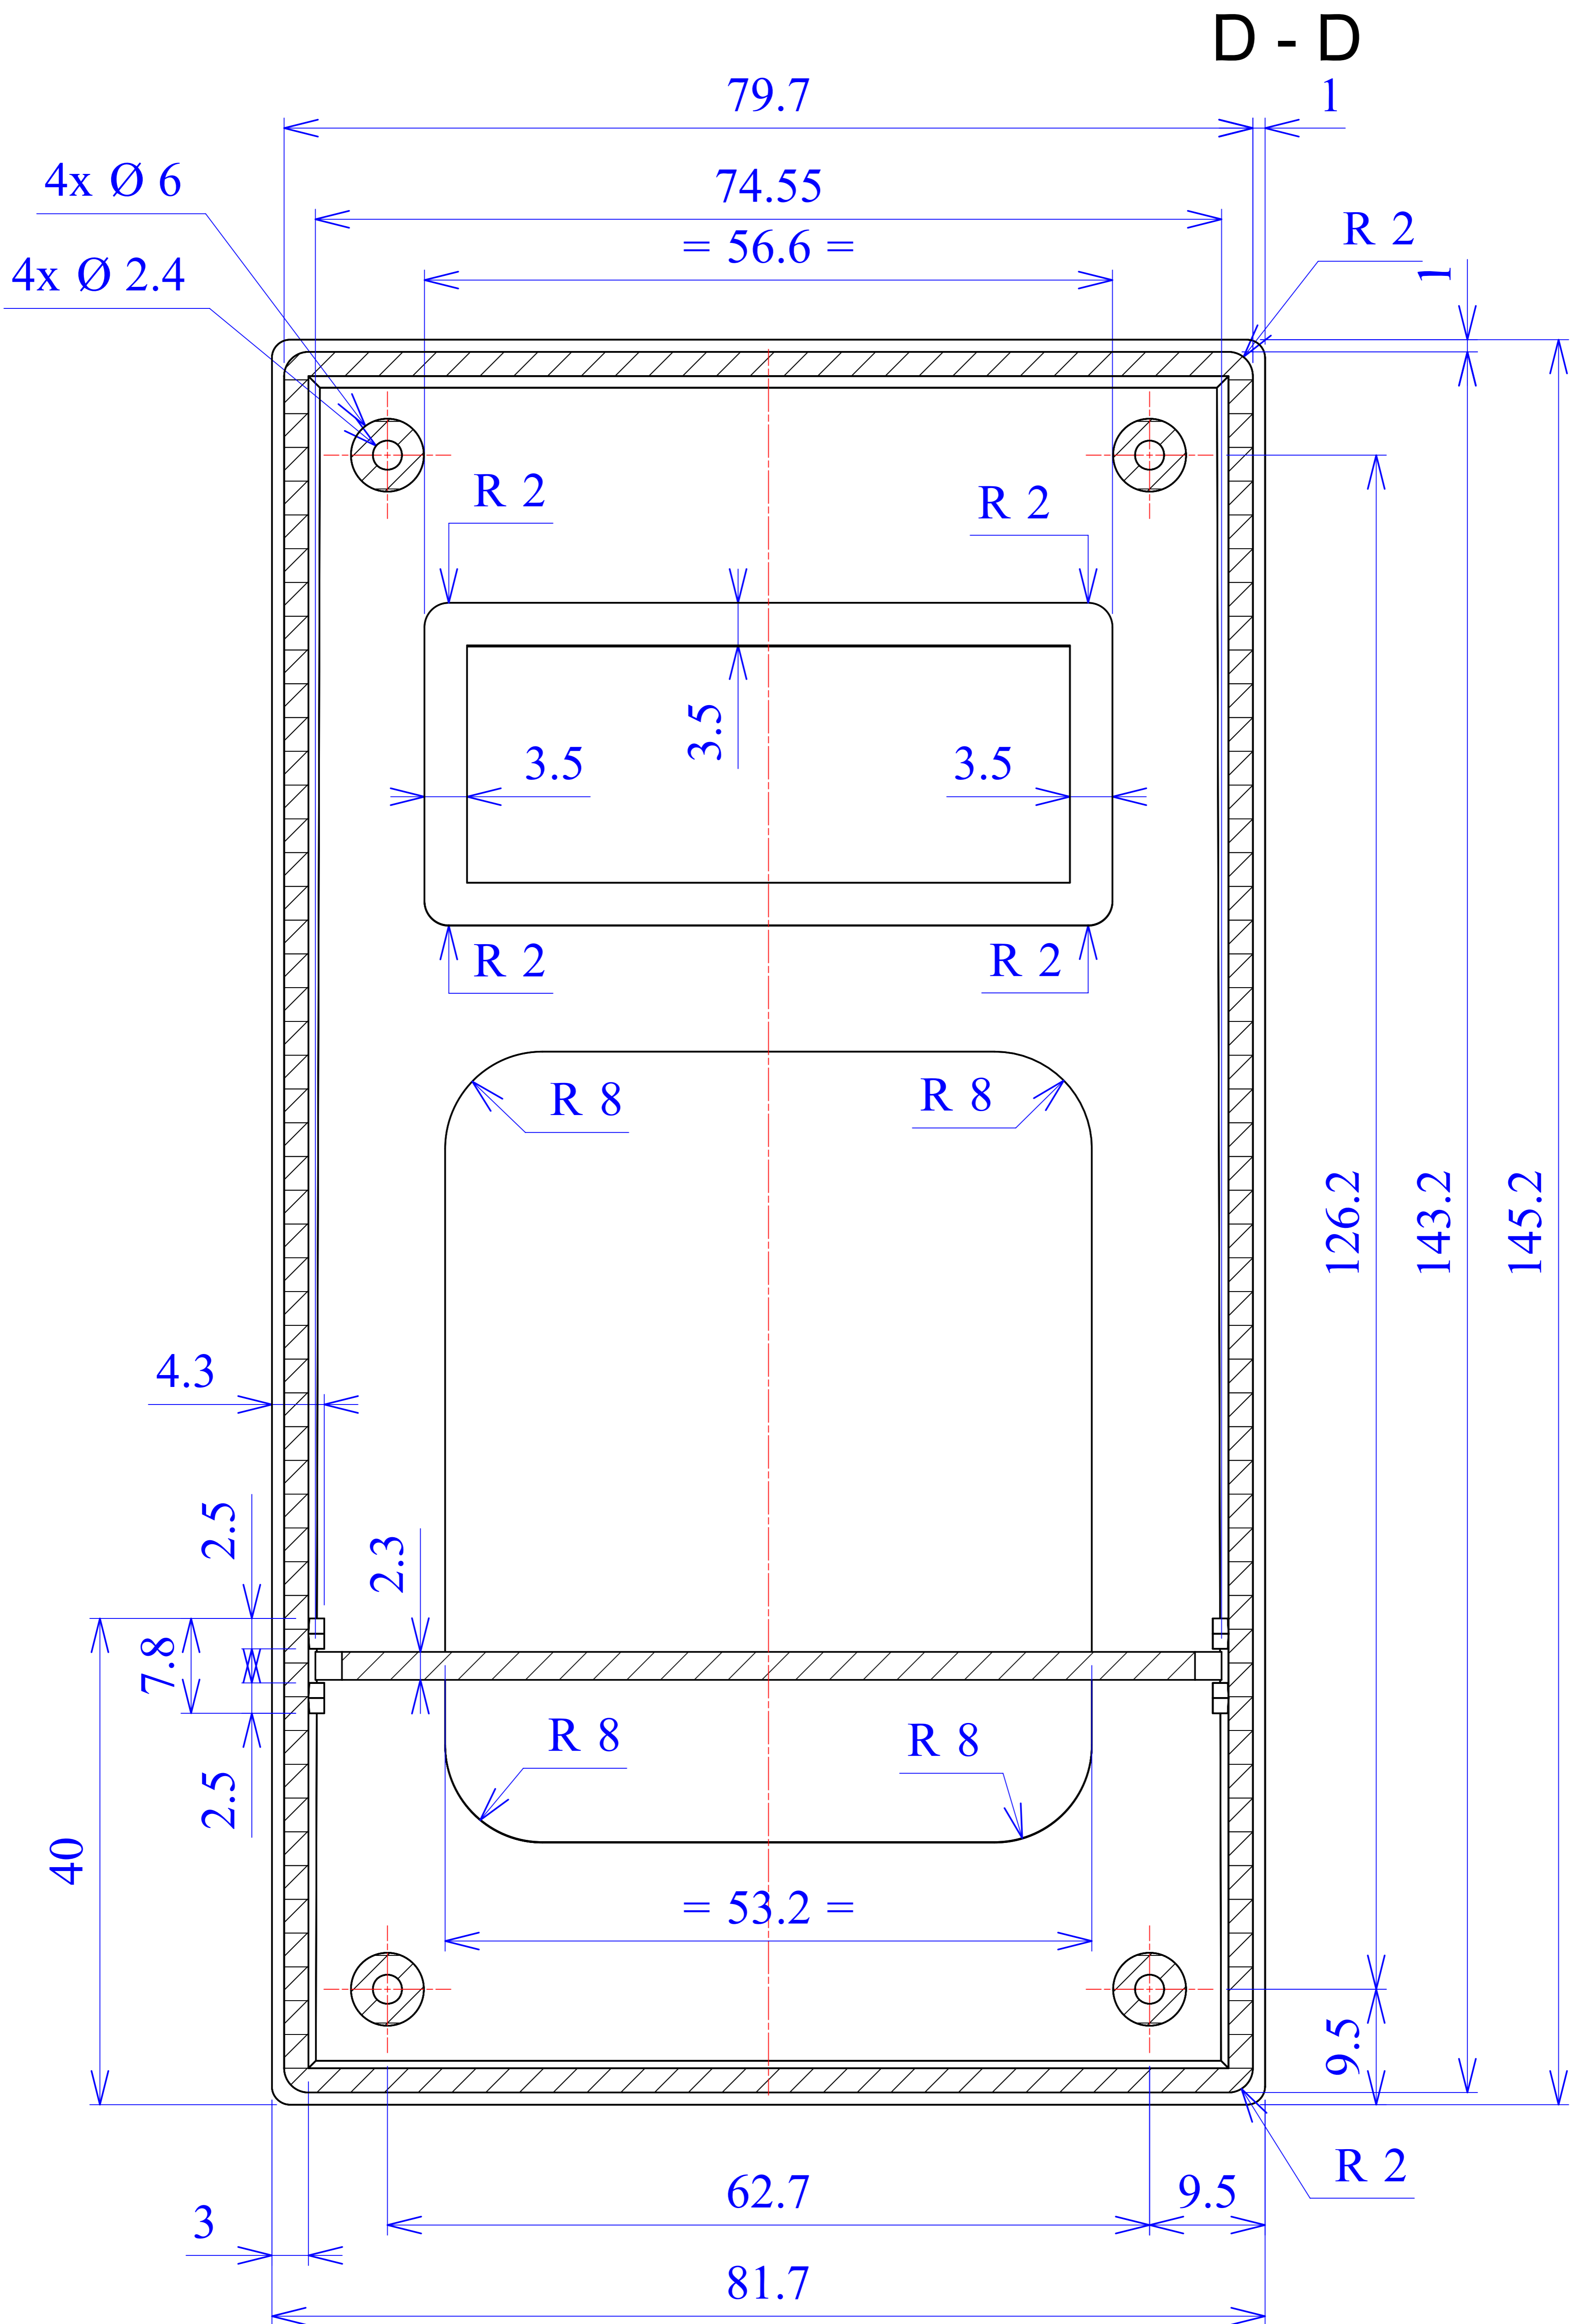 D - D
79.7
1
4x Ø 6
74.55
R 2
= 56.6 =
4x Ø 2.4
1
R 2
R 2
3.5
3.5
3.5
R 2
R 2
R 8
R 8
126.2
143.2
145.2
4.3
2.5
2.3
7.8
R 8
R 8
2.5
40
= 53.2 =
9.5
R 2
62.7
9.5
3
81.7